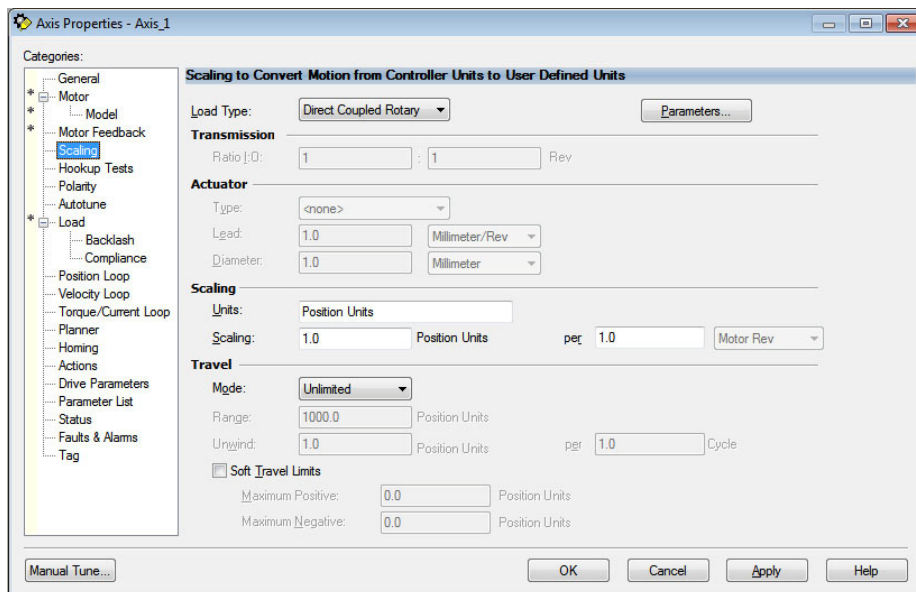 Axis Properties - Axis_1
Categories:
General
* Motor
* Model
* Motor Feedback
Scaling
Hookup Tests
Polarity
Autotune
* Load
Backlash
Compliance
Position Loop
Velocity Loop
Torque/Current Loop
Planner
Homing
Actions
Drive Parameters
Parameter List
Status
Faults & Alarms
Tag
Scaling to Convert Motion from Controller Units to User Defined Units
Load Type: Direct Coupled Rotary Parameters...
Transmission
Ratio I:O: 1 : 1 Rev
Actuator
Type: <none>
Lead: 1.0 Millimeter/Rev
Diameter: 1.0 Millimeter
Scaling
Units: Position Units
Scaling: 1.0 Position Units per 1.0 Motor Rev
Travel
Mode: Unlimited
Range: 1000.0 Position Units
Unwind: 1.0 Position Units per 1.0 Cycle
Soft Travel Limits
Maximum Positive: 0.0 Position Units
Maximum Negative: 0.0 Position Units
Manual Tune... OK Cancel Apply Help